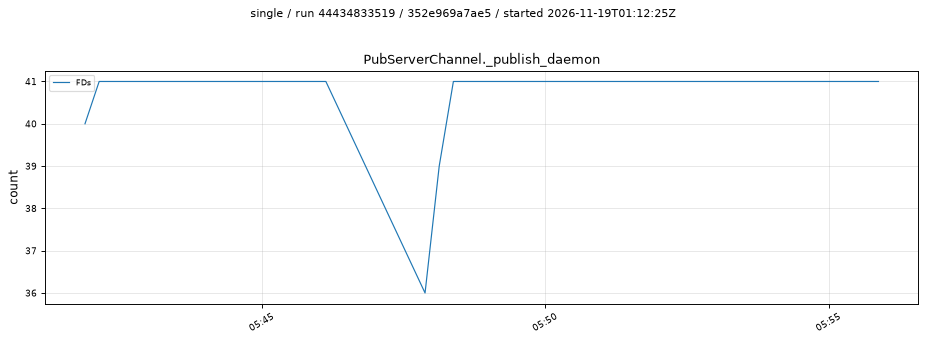 single / run 44434833519 / 352e969a7ae5 / started 2026-11-19T01:12:25Z
PubServerChannel._publish_daemon
FDs
count
41
40
39
38
37
36
05:45
05:50
05:55